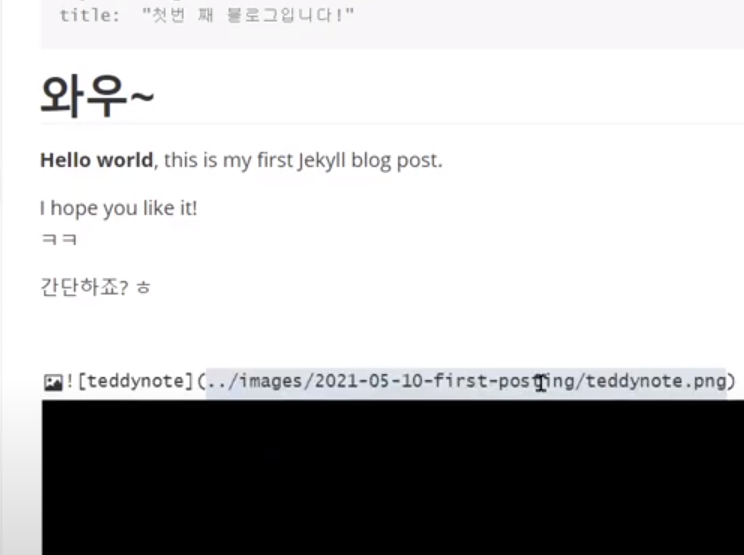 title: "첫번 째 블로그입니다!"
와우~
Hello world, this is my first Jekyll blog post.
I hope you like it!
ㅋㅋ
간단하죠? ㅎ
![teddynote](../images/2021-05-10-first-posting/teddynote.png)